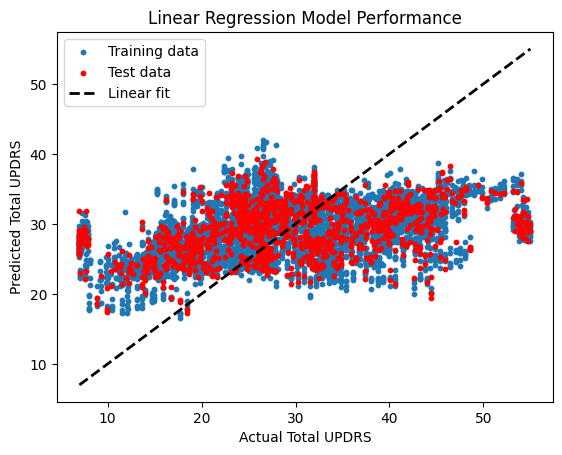 Linear Regression Model Performance
Training data
Test data
Linear fit
50
40
30
20
10
Predicted Total UPDRS
10 20 30 40 50
Actual Total UPDRS